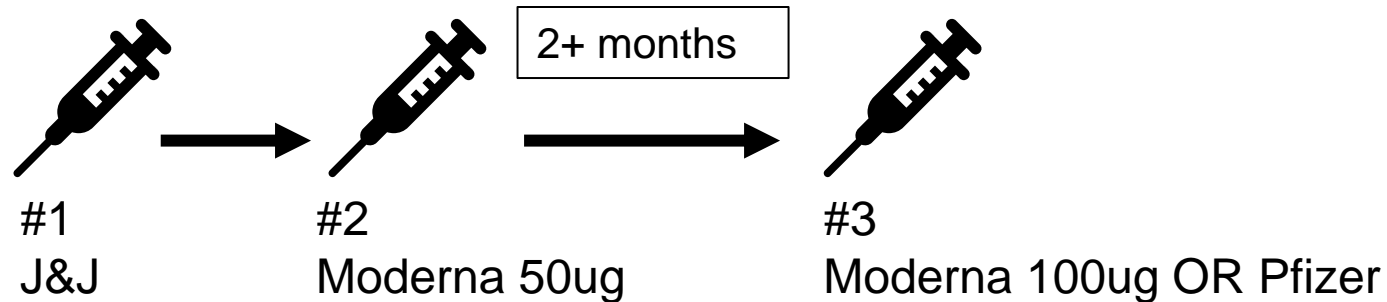 2+ months
#1
J&J
#2
Moderna 50ug
#3
Moderna 100ug OR Pfizer